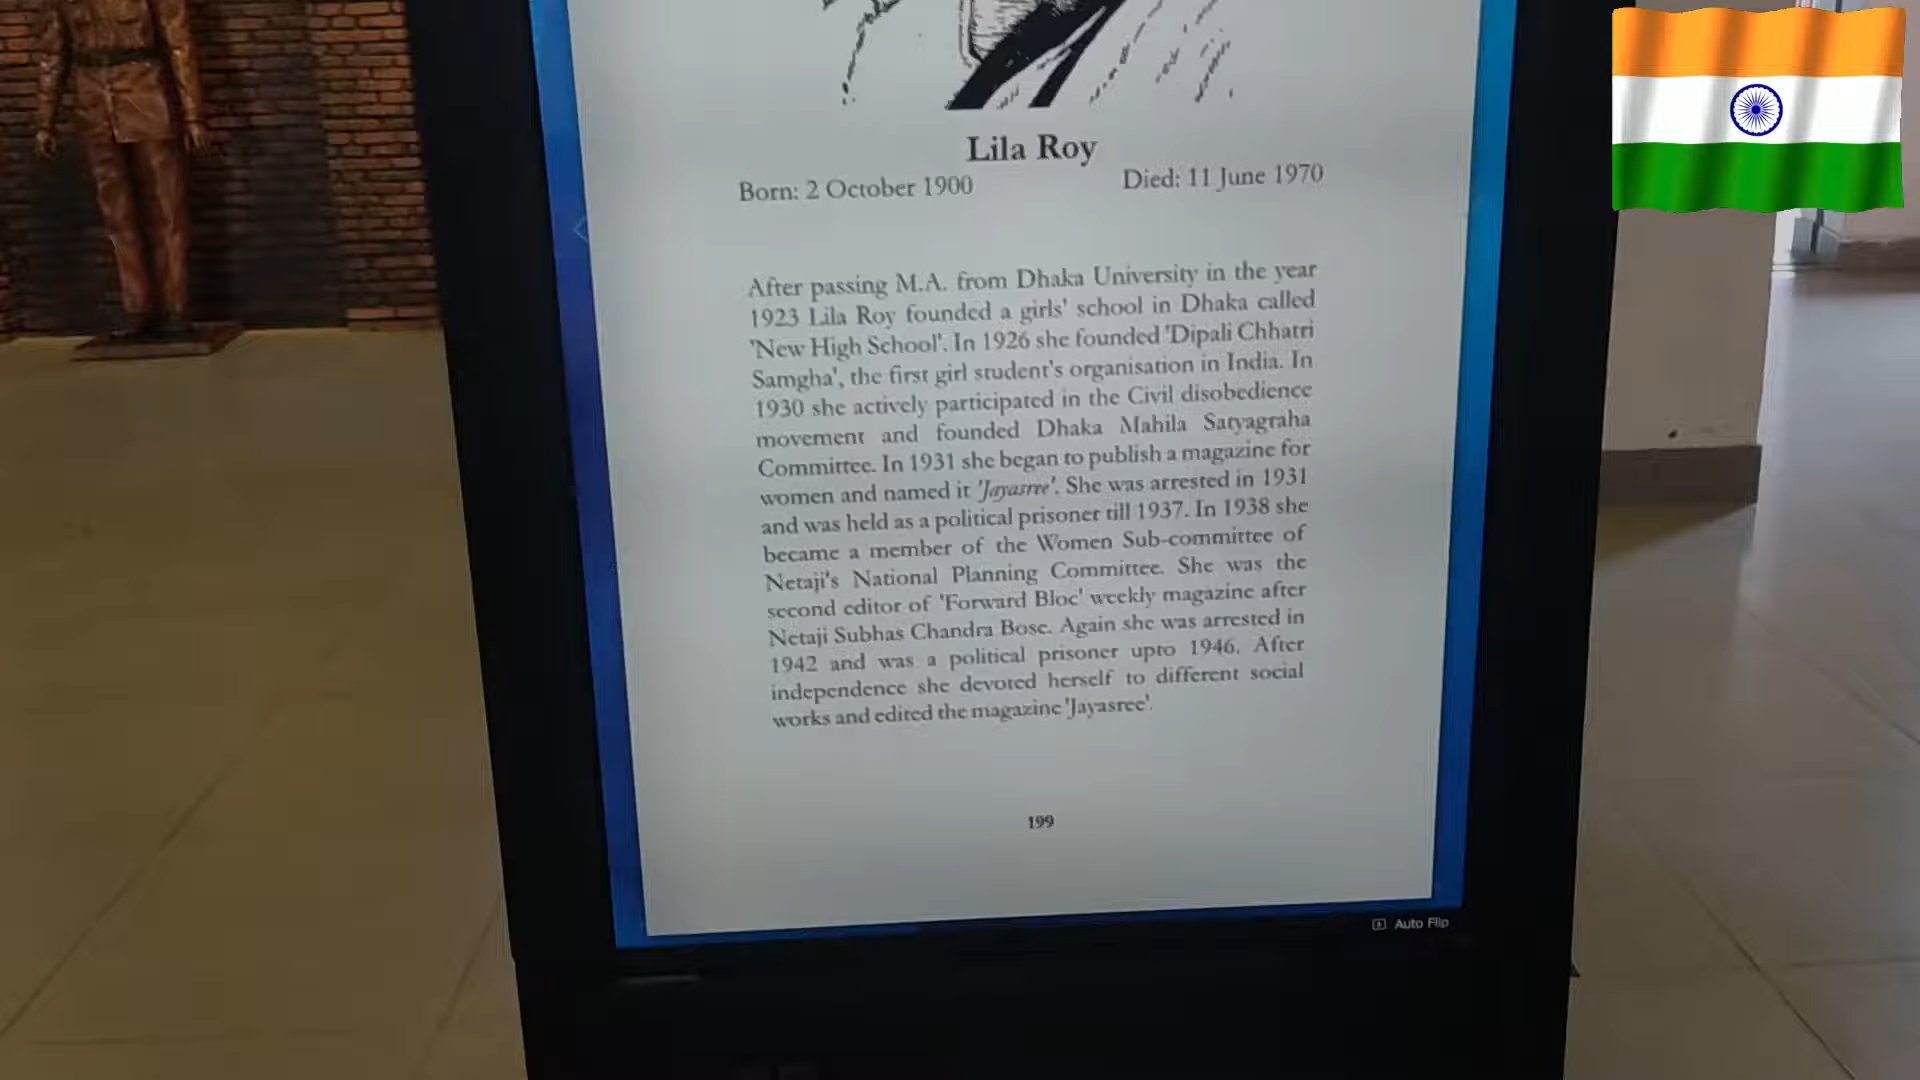 Lila Roy
Born: 2 October 1900 Died: 11 June 1970
After passing M.A. from Dhaka University in the year
1923 Lila Roy founded a girls' school in Dhaka called
'New High School'. In 1926 she founded 'Dipali Chhatri
Samgha', the first girl student's organisation in India. In
1930 she actively participated in the Civil disobedience
movement and founded Dhaka Mahila Satyagraha
Committee. In 1931 she began to publish a magazine for
women and named it 'Jayasree'. She was arrested in 1931
and was held as a political prisoner till 1937. In 1938 she
became a member of the Women Sub-committee of
Netaji's National Planning Committee. She was the
second editor of 'Forward Bloc' weekly magazine after
Netaji Subhas Chandra Bose. Again she was arrested in
1942 and was a political prisoner upto 1946. After
independence she devoted herself to different social
works and edited the magazine 'Jayasree'.
199
Auto Flip